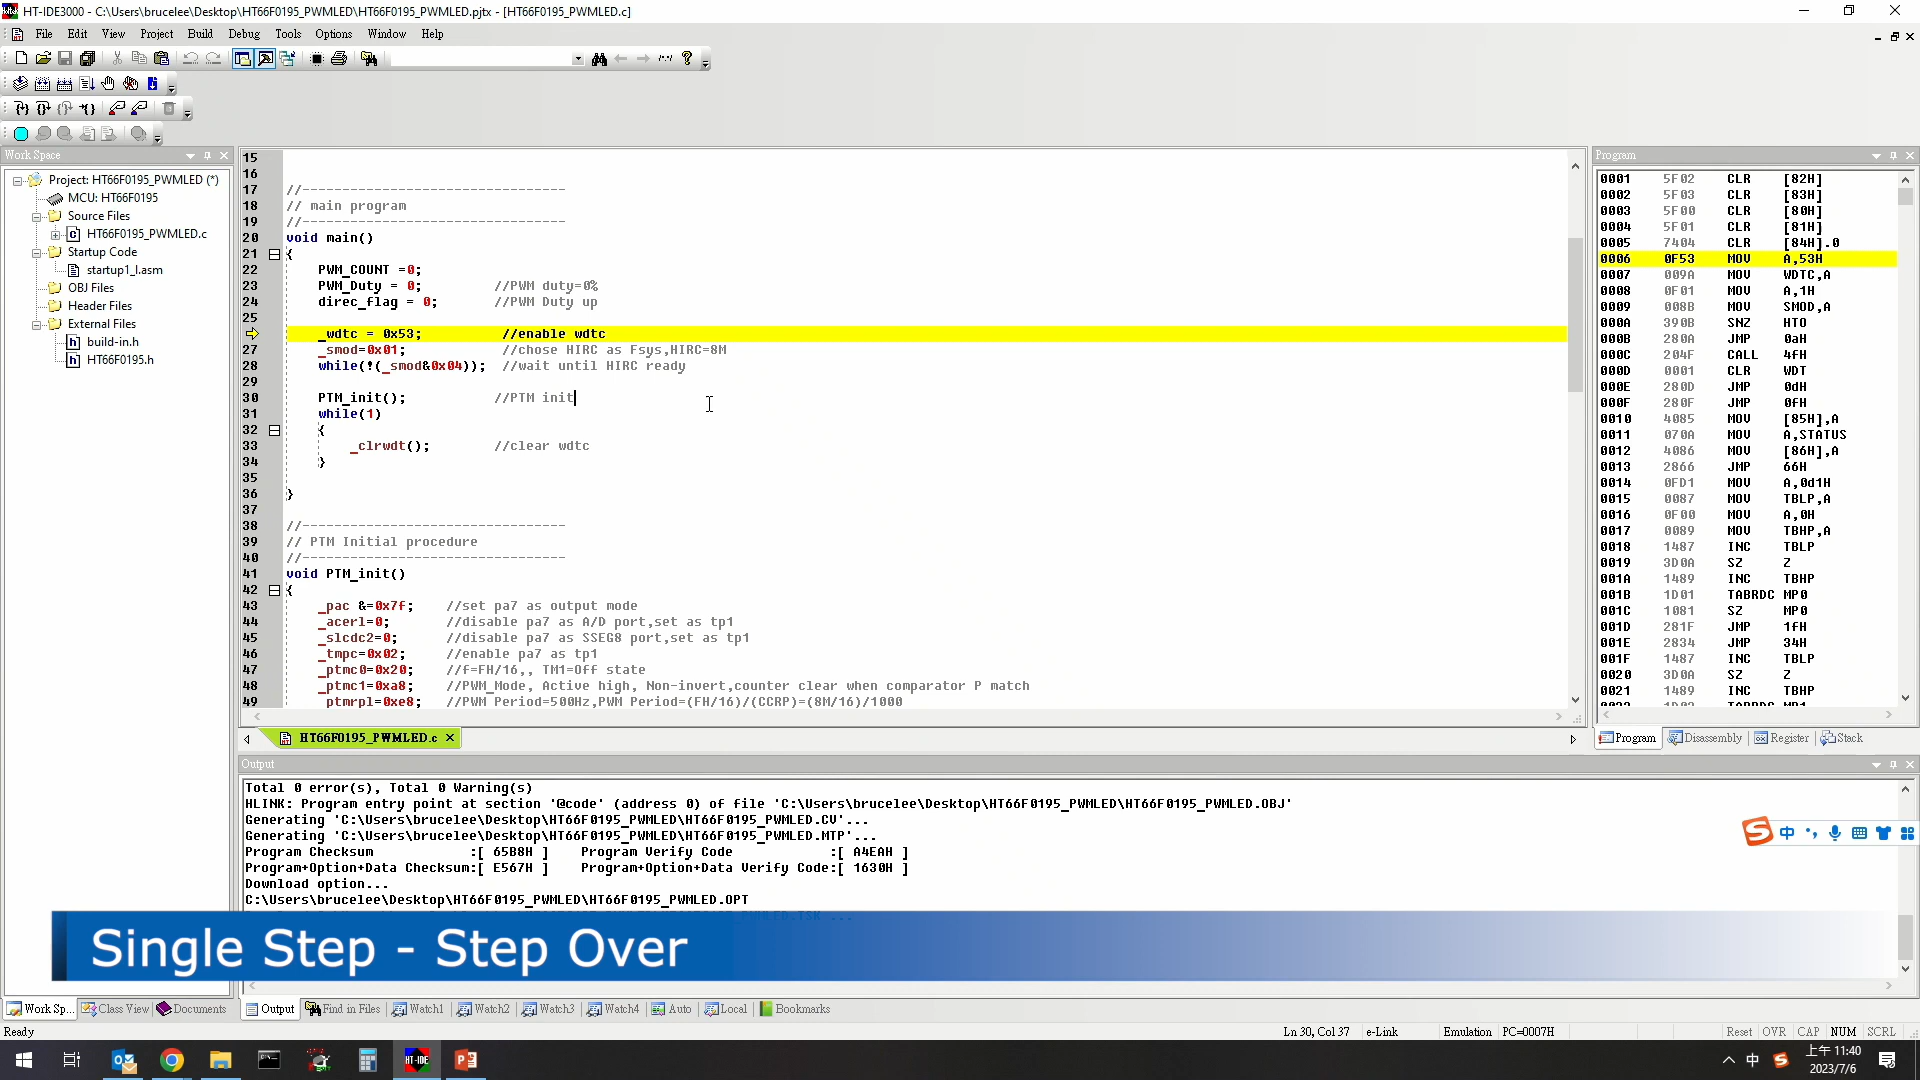 HT-IDE3000 - C:\Users\brucelee\Desktop\HT66F0195_PWMLED\HT66F0195_PWMLED.pjtx - [HT66F0195_PWMLED.c]
File Edit View Project Build Debug Tools Options Window Help
Work Space
Project: HT66F0195_PWMLED (*)
MCU: HT66F0195
Source Files
HT66F0195_PWMLED.c
Startup Code
startup1_l.asm
OBJ Files
Header Files
External Files
build-in.h
HT66F0195.h
15
16
17 //---------------------------------
18 // main program
19 //---------------------------------
20 void main()
21 {
22 PWM_COUNT =0;
23 PWM_Duty = 0; //PWM duty=0%
24 direc_flag = 0; //PWM Duty up
25
_wdtc = 0x53; //enable wdtc
27 _smod=0x01; //chose HIRC as Fsys,HIRC=8M
28 while(!(_smod&0x04)); //wait until HIRC ready
29
30 PTM_init(); //PTM init
31 while(1)
32 {
33 _clrwdt(); //clear wdtc
34 }
35
36 }
37
38 //---------------------------------
39 // PTM Initial procedure
40 //---------------------------------
41 void PTM_init()
42 {
43 _pac &=0x7f; //set pa7 as output mode
44 _acerl=0; //disable pa7 as A/D port,set as tp1
45 _slcdc2=0; //disable pa7 as SSEG8 port,set as tp1
46 _tmpc=0x02; //enable pa7 as tp1
47 _ptmc0=0x20; //f=FH/16,, TM1=Off state
48 _ptmc1=0xa8; //PWM_Mode, Active high, Non-invert,counter clear when comparator P match
49 _ptmrpl=0xe8; //PWM Period=500Hz,PWM Period=(FH/16)/(CCRP)=(8M/16)/1000
HT66F0195_PWMLED.c
Program
0001 5F02 CLR [82H]
0002 5F03 CLR [83H]
0003 5F00 CLR [80H]
0004 5F01 CLR [81H]
0005 7404 CLR [84H].0
0006 0F53 MOV A,53H
0007 009A MOV WDTC,A
0008 0F01 MOV A,1H
0009 008B MOV SMOD,A
000A 390B SNZ HTO
000B 280A JMP 0aH
000C 204F CALL 4FH
000D 0001 CLR WDT
000E 280D JMP 0dH
000F 280F JMP 0fH
0010 4085 MOV [85H],A
0011 070A MOV A,STATUS
0012 4086 MOV [86H],A
0013 2866 JMP 66H
0014 0FD1 MOV A,0d1H
0015 0087 MOV TBLP,A
0016 0F00 MOV A,0H
0017 0089 MOV TBHP,A
0018 1487 INC TBLP
0019 3D0A SZ Z
001A 1489 INC TBHP
001B 1D01 TABRDC MP0
001C 1081 SZ MP0
001D 281F JMP 1fH
001E 2834 JMP 34H
001F 1487 INC TBLP
0020 3D0A SZ Z
0021 1489 INC TBHP
Program Disassembly Register Stack
Output
Total 0 error(s), Total 0 Warning(s)
HLINK: Program entry point at section '@code' (address 0) of file 'C:\Users\brucelee\Desktop\HT66F0195_PWMLED\HT66F0195_PWMLED.OBJ'
Generating 'C:\Users\brucelee\Desktop\HT66F0195_PWMLED\HT66F0195_PWMLED.CV'...
Generating 'C:\Users\brucelee\Desktop\HT66F0195_PWMLED\HT66F0195_PWMLED.MTP'...
Program Checksum :[ 65B8H ] Program Verify Code :[ A4EAH ]
Program+Option+Data Checksum:[ E567H ] Program+Option+Data Verify Code:[ 1630H ]
Download option...
C:\Users\brucelee\Desktop\HT66F0195_PWMLED\HT66F0195_PWMLED.OPT
Single Step - Step Over
中
Work Sp... Class View Documents
Output Find in Files Watch1 Watch2 Watch3 Watch4 Auto Local Bookmarks
Ready Ln 30, Col 37 e-Link Emulation PC=0007H Reset OVR CAP NUM SCRL
HT-IDE
中
上午 11:40
2023/7/6